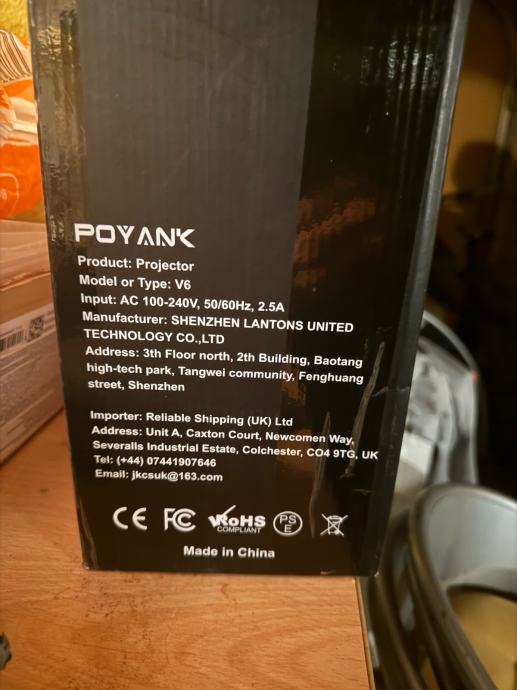 POYANK
Product: Projector
Model or Type: V6
Input: AC 100-240V, 50/60Hz, 2.5A
Manufacturer: SHENZHEN LANTONS UNITED
TECHNOLOGY CO.,LTD
Address: 3th Floor north, 2th Building, Baotang
high-tech park, Tangwei community, Fenghuang
street, Shenzhen
Importer: Reliable Shipping (UK) Ltd
Address: Unit A, Caxton Court, Newcomen Way,
Severalls Industrial Estate, Colchester, CO4 9TG, UK
Tel: (+44) 07441907646
Email: jkcsuk@163.com
CE FC RoHS COMPLIANT PS E
Made in China